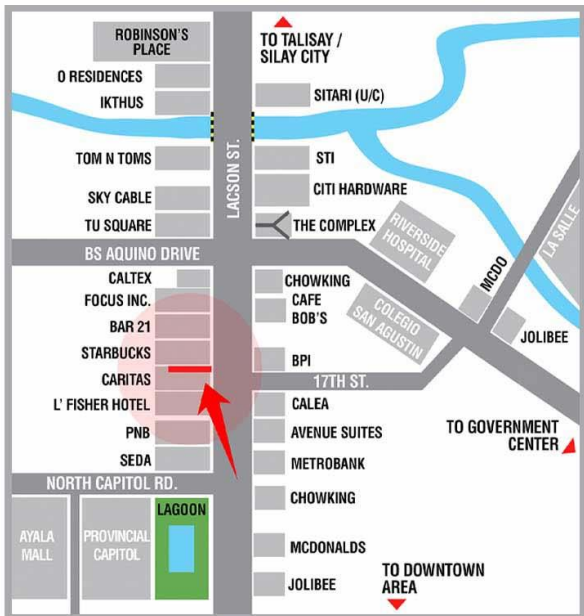 ROBINSON'S
PLACE
TO TALISAY /
SILAY CITY
O RESIDENCES
IKTHUS
SITARI (U/C)
TOM N TOMS
STI
LACSON ST.
SKY CABLE
CITI HARDWARE
TU SQUARE
THE COMPLEX
RIVERSIDE
HOSPITAL
LA SALLE
BS AQUINO DRIVE
CALTEX
CHOWKING
MCDO
FOCUS INC.
CAFE
BOB'S
COLEGIO
SAN AGUSTIN
BAR 21
JOLIBEE
STARBUCKS
BPI
CARITAS
17TH ST.
L' FISHER HOTEL
CALEA
PNB
AVENUE SUITES
TO GOVERNMENT
CENTER
SEDA
METROBANK
NORTH CAPITOL RD.
CHOWKING
LAGOON
AYALA
MALL
PROVINCIAL
CAPITOL
MCDONALDS
JOLIBEE
TO DOWNTOWN
AREA